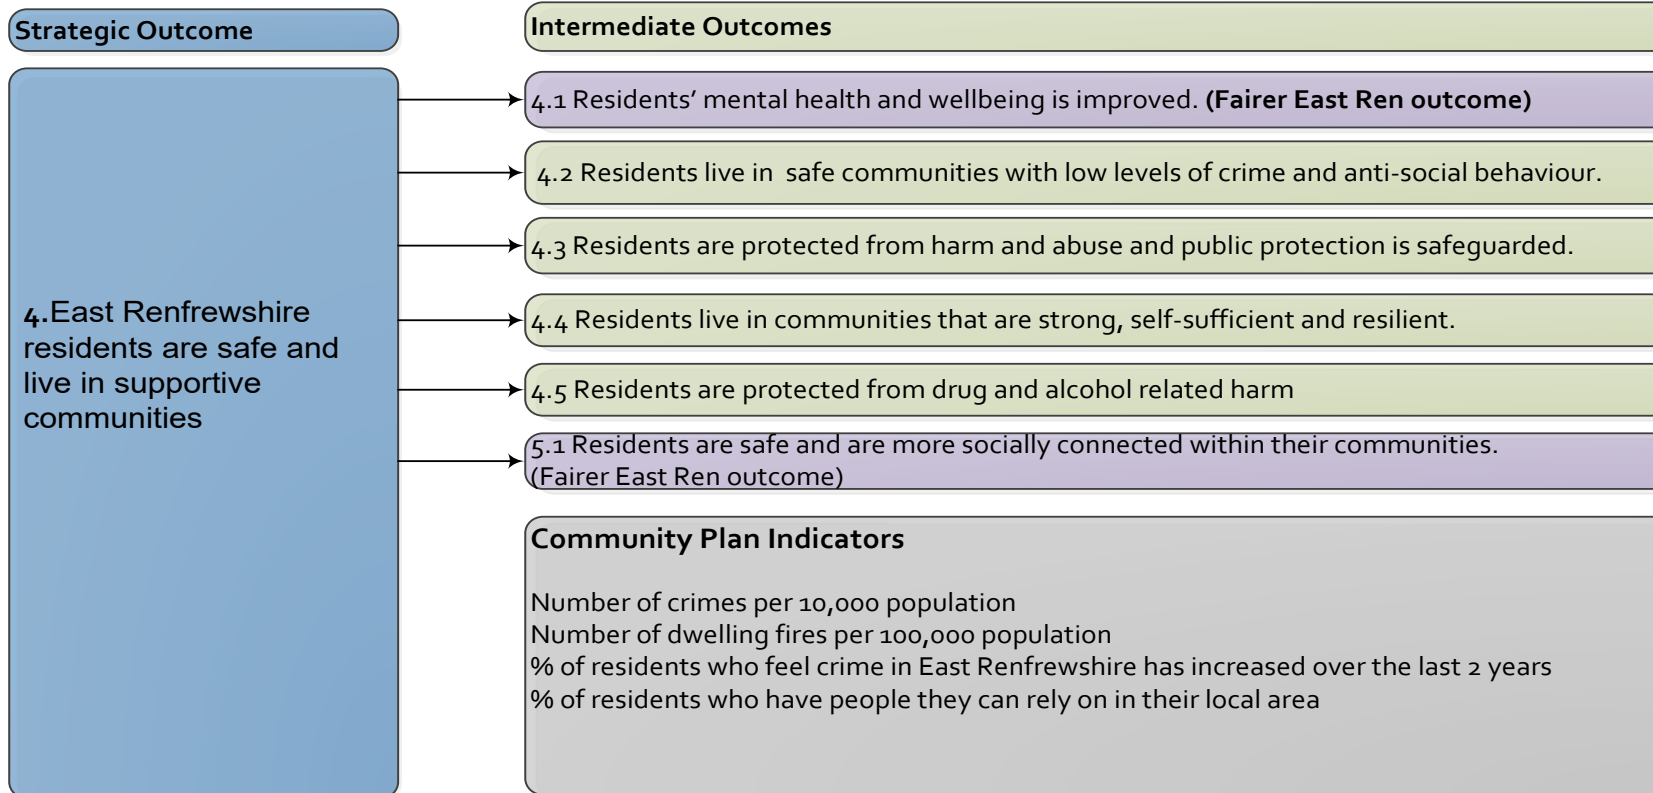 Strategic Outcome
4.East Renfrewshire
residents are safe and
live in supportive
communities
Intermediate Outcomes
4.1 Residents’ mental health and wellbeing is improved. (Fairer East Ren outcome)
4.2 Residents live in  safe communities with low levels of crime and anti-social behaviour.
4.3 Residents are protected from harm and abuse and public protection is safeguarded.
4.4 Residents live in communities that are strong, self-sufficient and resilient.
4.5 Residents are protected from drug and alcohol related harm
5.1 Residents are safe and are more socially connected within their communities.
(Fairer East Ren outcome)
Community Plan Indicators
Number of crimes per 10,000 population
Number of dwelling fires per 100,000 population
% of residents who feel crime in East Renfrewshire has increased over the last 2 years
% of residents who have people they can rely on in their local area